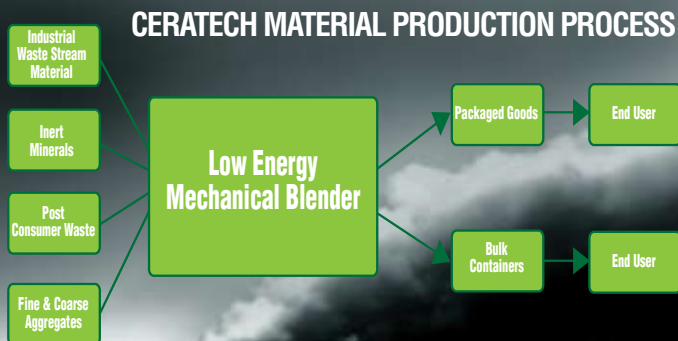 CERATECH MATERIAL PRODUCTION PROCESS
Industrial
Waste Stream
Material
Inert
Minerals
Post
Consumer Waste
Fine & Coarse
Aggregates
Low Energy
Mechanical Blender
Packaged Goods
End User
Bulk
Containers
End User